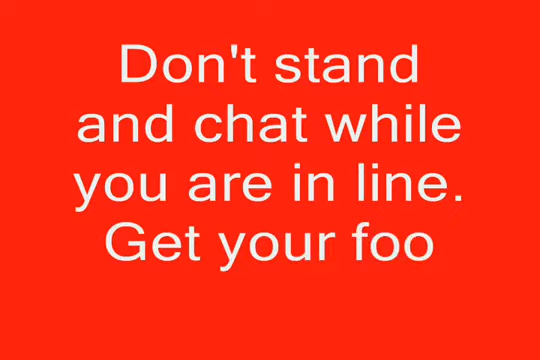 Don't stand
and chat while
you are in line.
Get your foo